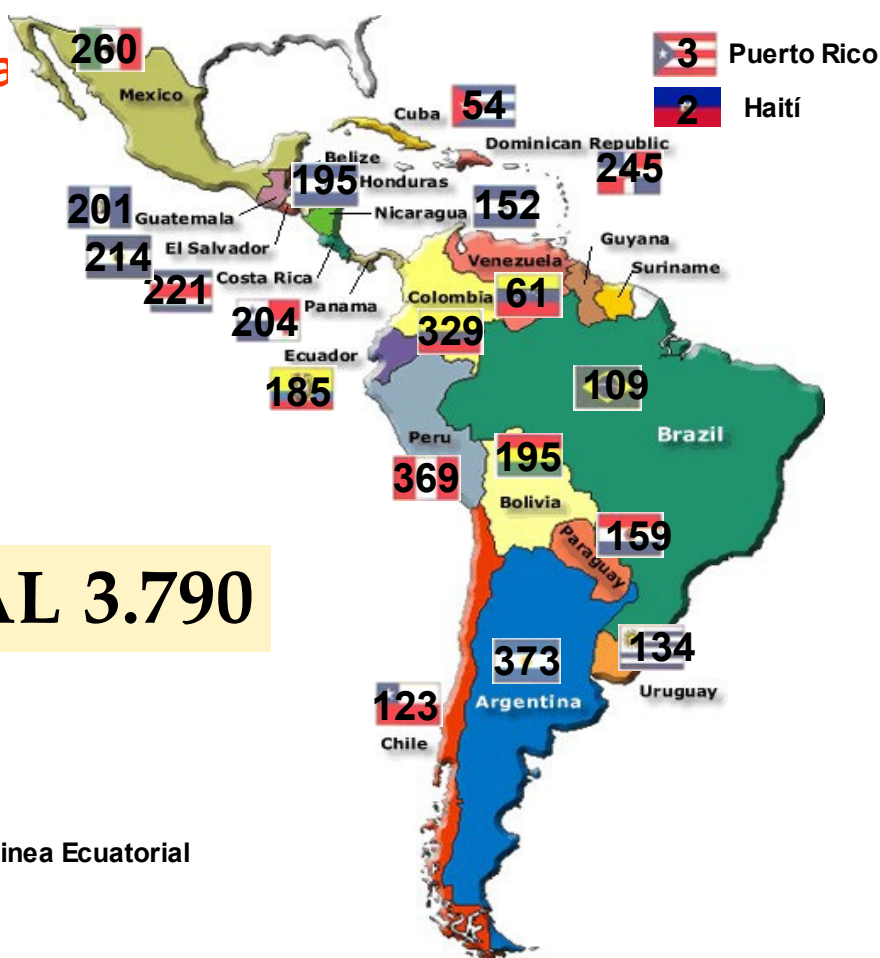 a
260
Mexico
3 Puerto Rico
2 Haití
Cuba 54
Dominican Republic
245
Belize
195 Honduras
201 Guatemala
Nicaragua 152
214 El Salvador
221 Costa Rica
204 Panama
Guyana
Suriname
Venezuela
61
Colombia
329
Ecuador
185
109
Brazil
Peru
369
195
Bolivia
159
Paraguay
AL 3.790
373
Argentina
134
Uruguay
123
Chile
inea Ecuatorial